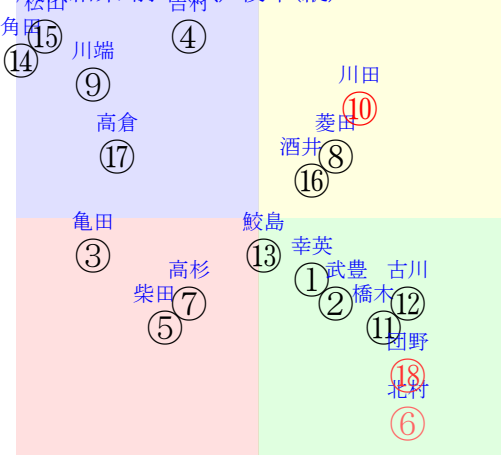 松田
吉村
角田
⑮
④
⑭
川端
⑨
川田
⑩
高倉
菱田
⑰
酒井
⑧
⑯
亀田
鮫島
③
⑬
幸英
高杉
武豊
古川
①
柴田
橋木
⑦
②
⑫
⑤
⑪
団野
⑱
北村
⑥